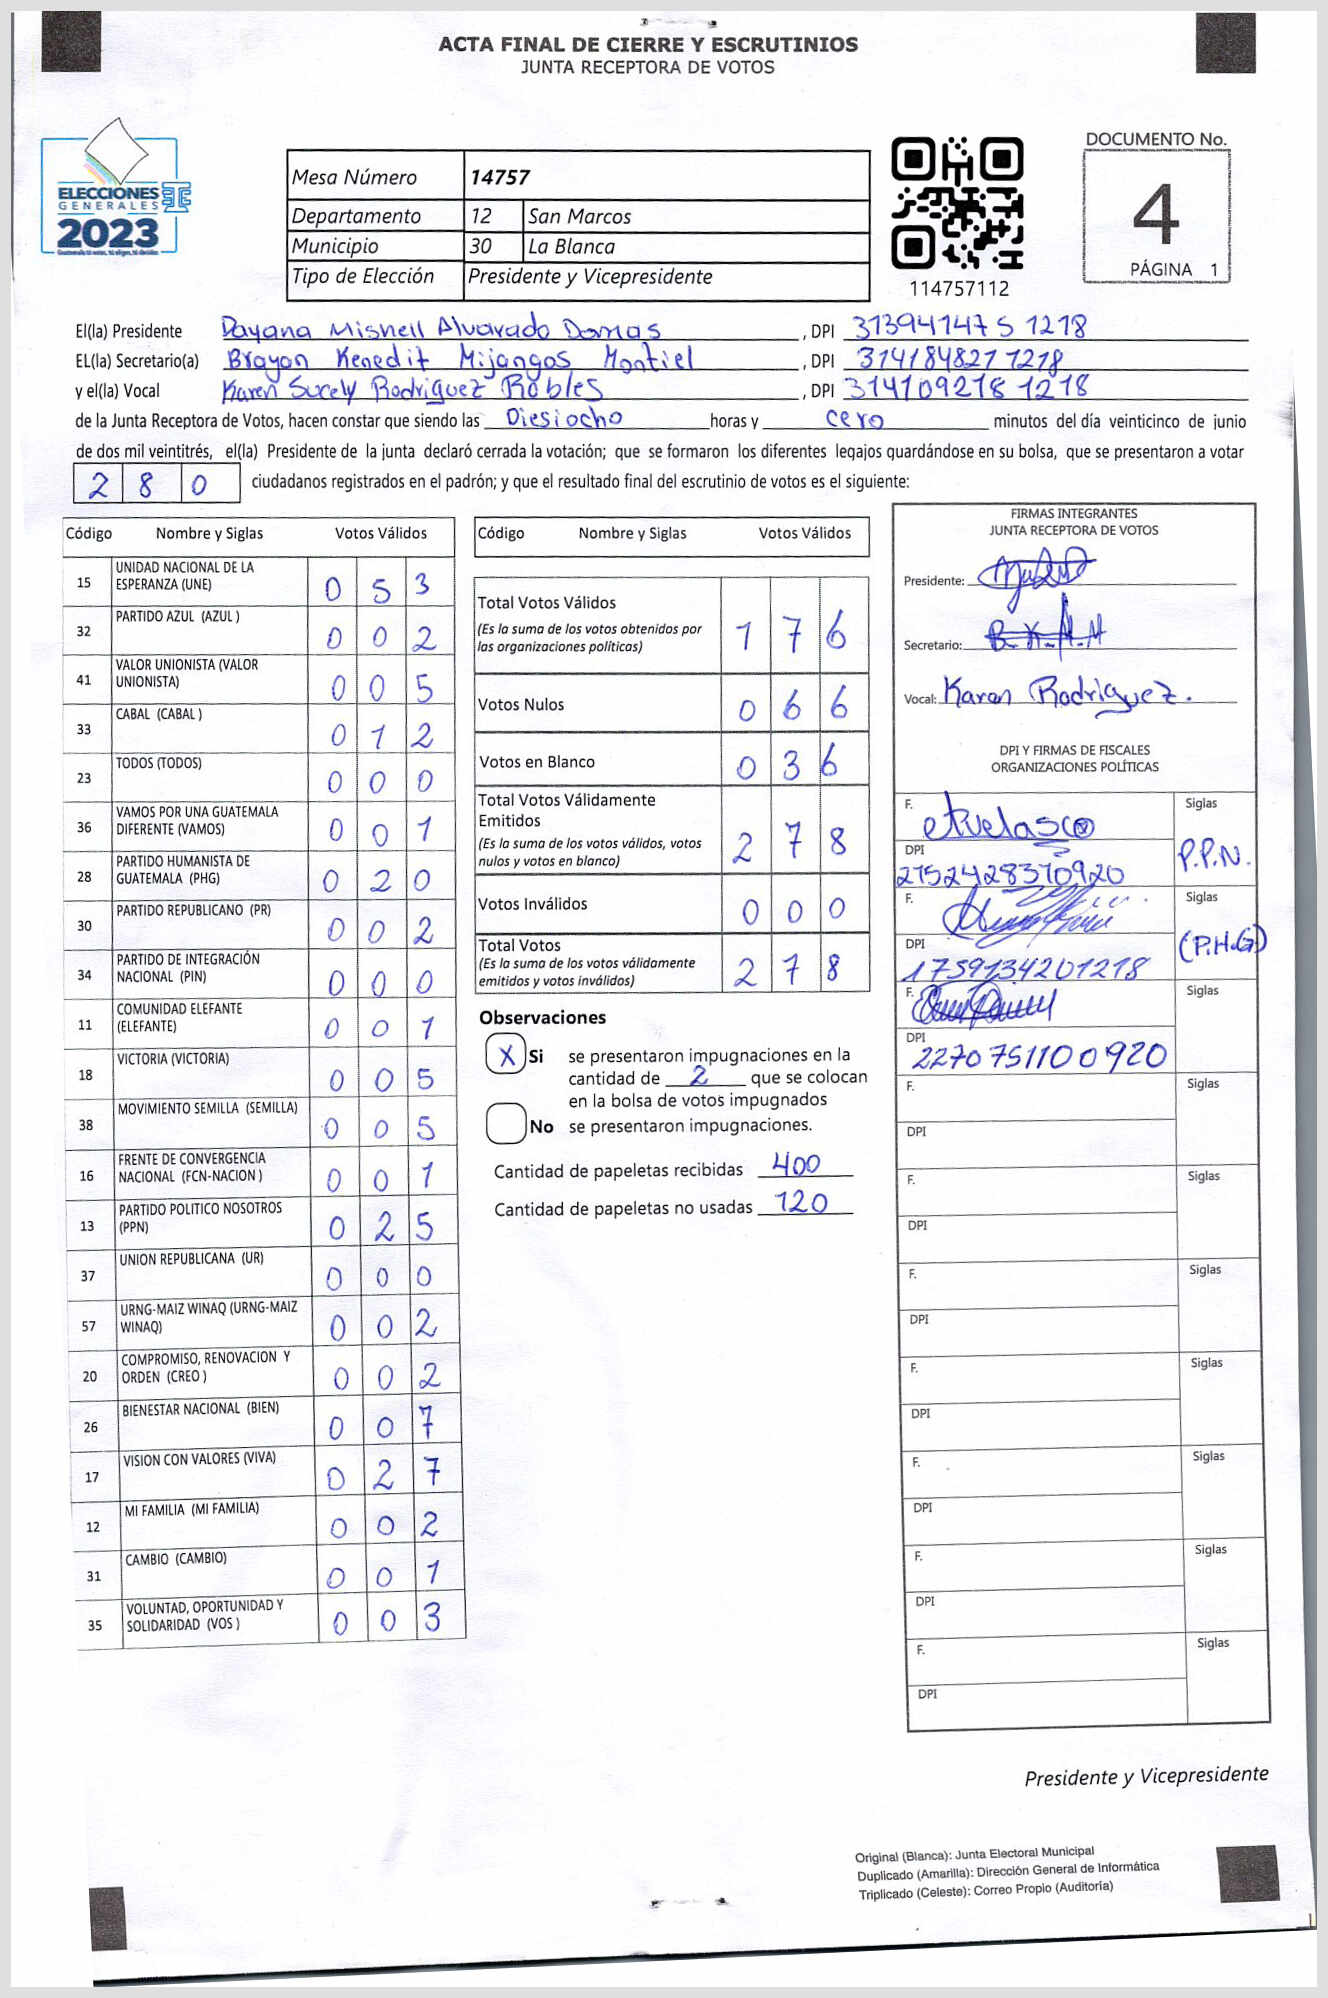 ACTA FINAL DE CIERRE Y ESCRUTINIOS
JUNTA RECEPTORA DE VOTOS
ELECCIONES
GENERALES
2023
Mesa Número 14757
Departamento 12 San Marcos
Municipio 30 La Blanca
Tipo de Elección Presidente y Vicepresidente
114757112
DOCUMENTO No.
4
PÁGINA 1
El(la) Presidente Dayana Mishell Alvarado Damas, DPI 313941475 1218
EL(la) Secretario(a) Brayan Kenedit Mijangos Montiel, DPI 314184827 1218
y el(la) Vocal Karen Sucely Rodriguez Robles, DPI 314109218 1218
de la Junta Receptora de Votos, hacen constar que siendo las Diesiocho horas y cero minutos del día veinticinco de junio
de dos mil veintitrés, el(la) Presidente de la junta declaró cerrada la votación; que se formaron los diferentes legajos guardándose en su bolsa, que se presentaron a votar
280 ciudadanos registrados en el padrón; y que el resultado final del escrutinio de votos es el siguiente:
Código Nombre y Siglas Votos Válidos
15 UNIDAD NACIONAL DE LA ESPERANZA (UNE) 0 5 3
32 PARTIDO AZUL (AZUL ) 0 0 2
41 VALOR UNIONISTA (VALOR UNIONISTA) 0 0 5
33 CABAL (CABAL ) 0 1 2
23 TODOS (TODOS) 0 0 0
36 VAMOS POR UNA GUATEMALA DIFERENTE (VAMOS) 0 0 1
28 PARTIDO HUMANISTA DE GUATEMALA (PHG) 0 2 0
30 PARTIDO REPUBLICANO (PR) 0 0 2
34 PARTIDO DE INTEGRACIÓN NACIONAL (PIN) 0 0 0
11 COMUNIDAD ELEFANTE (ELEFANTE) 0 0 1
18 VICTORIA (VICTORIA) 0 0 5
38 MOVIMIENTO SEMILLA (SEMILLA) 0 0 5
16 FRENTE DE CONVERGENCIA NACIONAL (FCN-NACION ) 0 0 1
13 PARTIDO POLITICO NOSOTROS (PPN) 0 2 5
37 UNION REPUBLICANA (UR) 0 0 0
57 URNG-MAIZ WINAQ (URNG-MAIZ WINAQ) 0 0 2
20 COMPROMISO, RENOVACION Y ORDEN (CREO ) 0 0 2
26 BIENESTAR NACIONAL (BIEN) 0 0 7
17 VISION CON VALORES (VIVA) 0 2 7
12 MI FAMILIA (MI FAMILIA) 0 0 2
31 CAMBIO (CAMBIO) 0 0 1
35 VOLUNTAD, OPORTUNIDAD Y SOLIDARIDAD (VOS ) 0 0 3
Código Nombre y Siglas Votos Válidos
Total Votos Válidos 1 7 6
(Es la suma de los votos obtenidos por
las organizaciones políticas)
Votos Nulos 0 6 6
Votos en Blanco 0 3 6
Total Votos Válidamente
Emitidos 2 7 8
(Es la suma de los votos válidos, votos
nulos y votos en blanco)
Votos Inválidos 0 0 0
Total Votos 2 7 8
(Es la suma de los votos válidamente
emitidos y votos inválidos)
Observaciones
X Si se presentaron impugnaciones en la
cantidad de 2 que se colocan
en la bolsa de votos impugnados
No se presentaron impugnaciones.
Cantidad de papeletas recibidas 400
Cantidad de papeletas no usadas 120
FIRMAS INTEGRANTES
JUNTA RECEPTORA DE VOTOS
Presidente:
Secretario: B. K. M. M
Vocal: Karen Rodriguez.
DPI Y FIRMAS DE FISCALES
ORGANIZACIONES POLÍTICAS
F. etvelasco Siglas
DPI P.P.N.
2752428370920
F. Siglas
DPI (P.H.G)
1759134201218
F. Siglas
DPI
2270751100920
F. Siglas
DPI
F. Siglas
DPI
F. Siglas
DPI
F. Siglas
DPI
F. Siglas
DPI
F. Siglas
DPI
F. Siglas
DPI
Presidente y Vicepresidente
Original (Blanca): Junta Electoral Municipal
Duplicado (Amarilla): Dirección General de Informática
Triplicado (Celeste): Correo Propio (Auditoría)